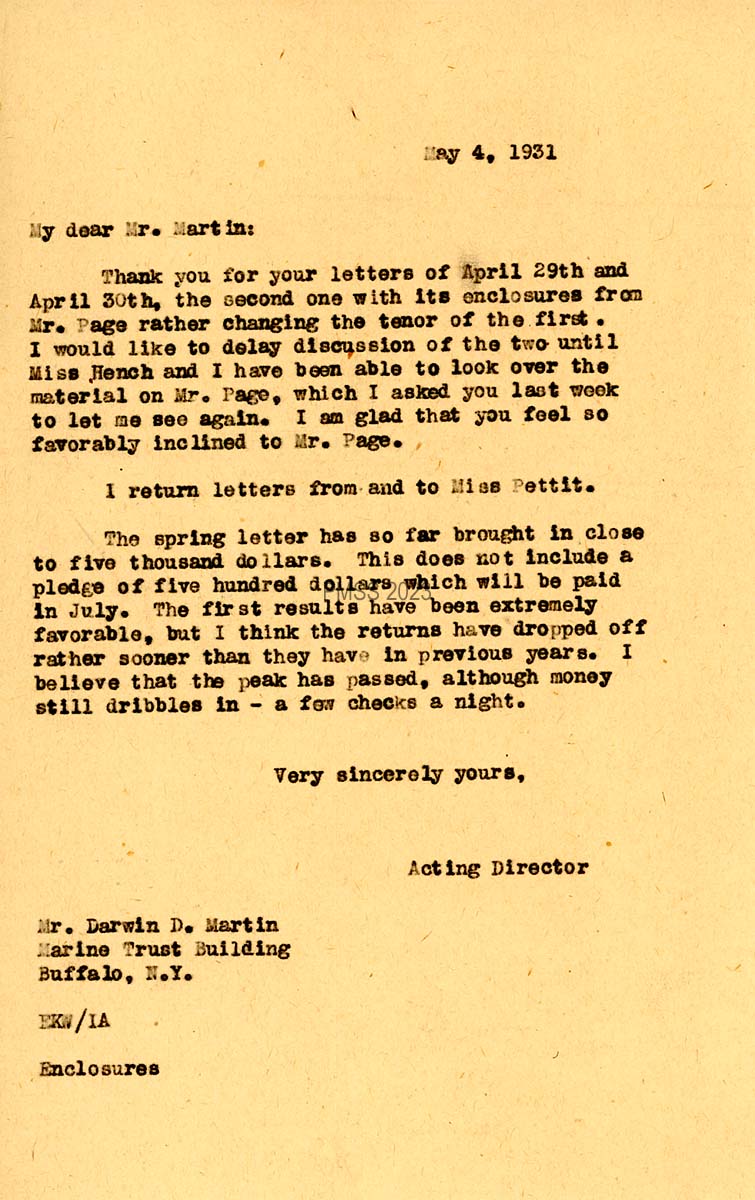 May 4, 1931
My dear Mr. Martin:
Thank you for your letters of April 29th and
April 30th, the second one with its enclosures from
Mr. Page rather changing the tenor of the first.
I would like to delay discussion of the two until
Miss Hench and I have been able to look over the
material on Mr. Page, which I asked you last week
to let me see again. I am glad that you feel so
favorably inclined to Mr. Page.
I return letters from and to Miss Pettit.
The spring letter has so far brought in close
to five thousand dollars. This does not include a
pledge of five hundred dollars which will be paid
PMSS 2023
in July. The first results have been extremely
favorable, but I think the returns have dropped off
rather sooner than they have in previous years. I
believe that the peak has passed, although money
still dribbles in - a few checks a night.
Very sincerely yours,
Acting Director
Mr. Darwin D. Martin
Marine Trust Building
Buffalo, N.Y.
EKW/IA
Enclosures